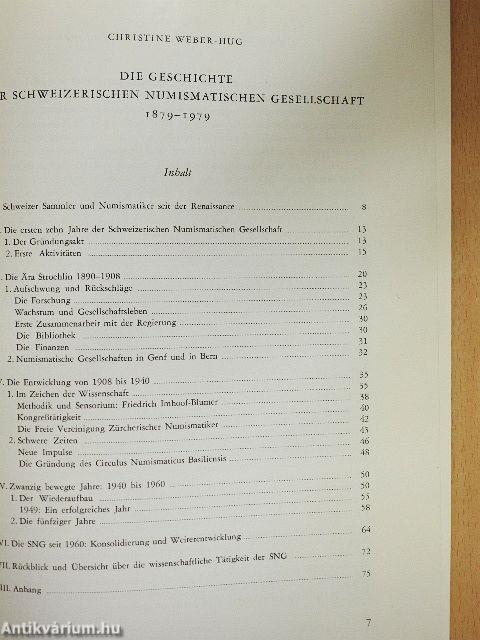 CHRISTINE WEBER-HUG
DIE GESCHICHTE
R SCHWEIZERISCHEN NUMISMATISCHEN GESELLSCHAFT
1879–1979
Inhalt
Schweizer Sammler und Numismatiker seit der Renaissance 8
. Die ersten zehn Jahre der Schweizerischen Numismatischen Gesellschaft 13
1. Der Gründungsakt 13
2. Erste Aktivitäten 15
. Die Ära Stroehlin 1890–1908 20
1. Aufschwung und Rückschläge 23
Die Forschung 23
Wachstum und Gesellschaftsleben 26
Erste Zusammenarbeit mit der Regierung 30
Die Bibliothek 30
Die Finanzen 31
2. Numismatische Gesellschaften in Genf und in Bern 32
V. Die Entwicklung von 1908 bis 1940 35
1. Im Zeichen der Wissenschaft 35
Methodik und Sensorium: Friedrich Imhoof-Blumer 38
Kongreßtätigkeit 40
Die Freie Vereinigung Zürcherischer Numismatiker 42
2. Schwere Zeiten 43
Neue Impulse 46
Die Gründung des Circulus Numismaticus Basiliensis 48
V. Zwanzig bewegte Jahre: 1940 bis 1960 50
1. Der Wiederaufbau 50
1949: Ein erfolgreiches Jahr 55
2. Die fünfziger Jahre 58
VI. Die SNG seit 1960: Konsolidierung und Weiterentwicklung 64
VII. Rückblick und Übersicht über die wissenschaftliche Tätigkeit der SNG 72
III. Anhang 75
7
Antikvárium.hu